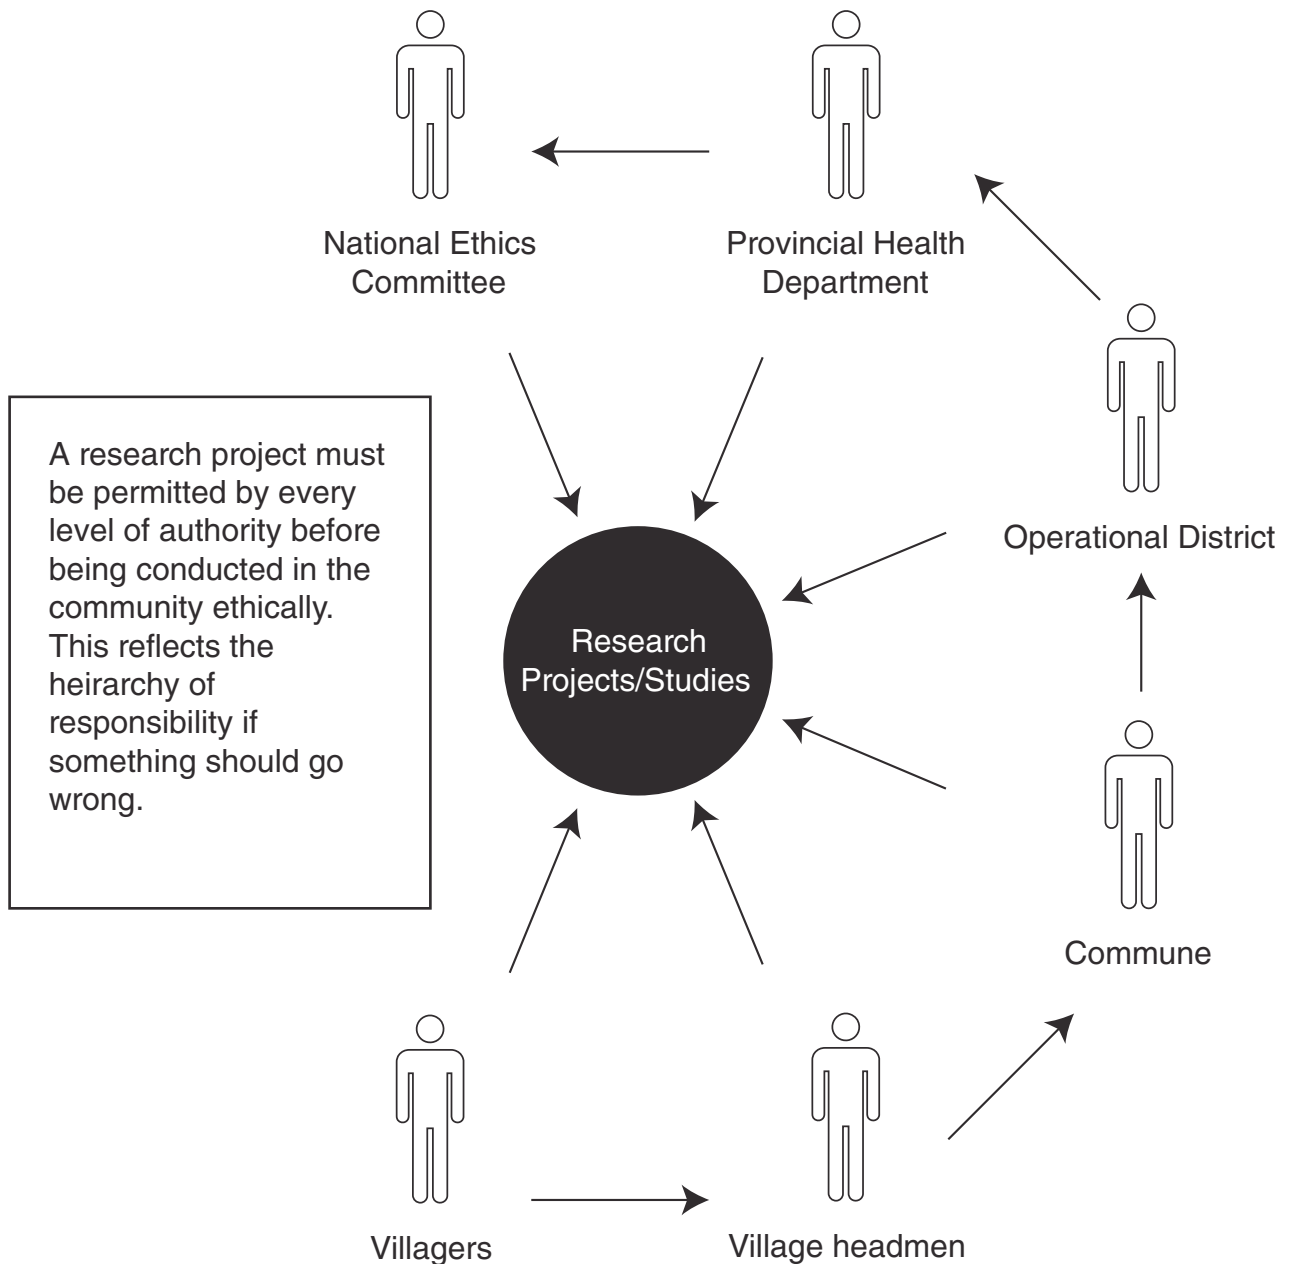 National Ethics
Committee
Provincial Health
Department
A research project must
be permitted by every
level of authority before
being conducted in the
community ethically.
This reflects the
heirarchy of
responsibility if
something should go
wrong.
Operational District
Research
Projects/Studies
Commune
Villagers
Village headmen